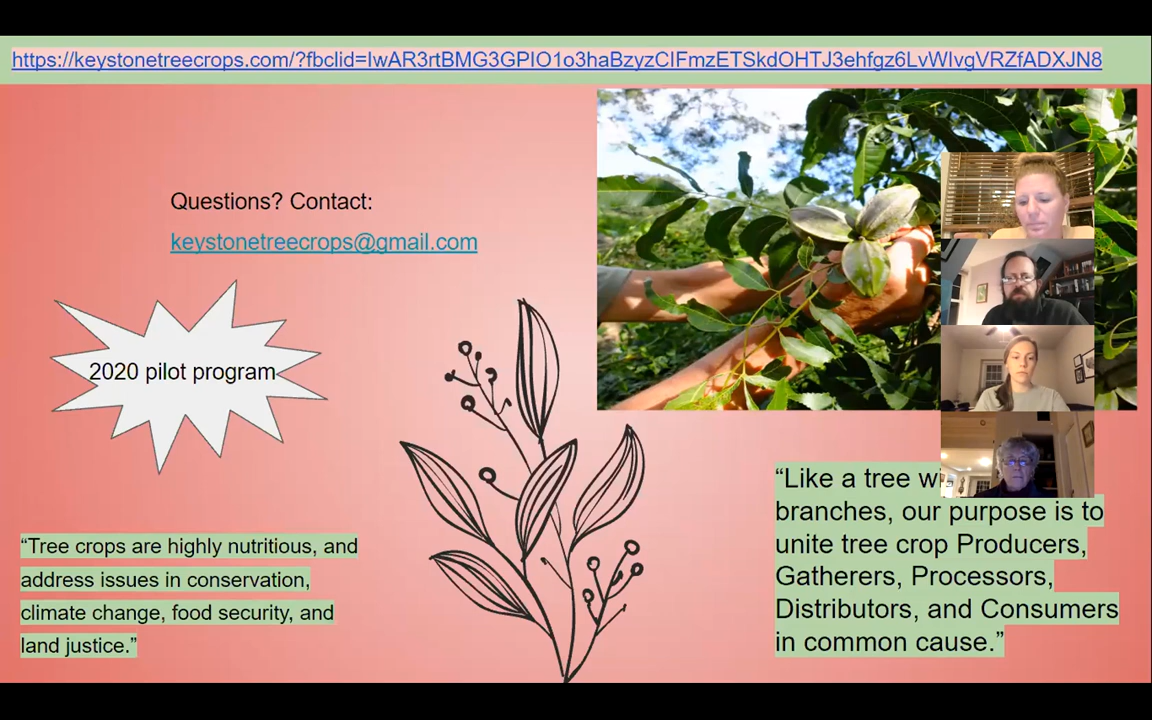 https://keystonetreecrops.com/?fbclid=IwAR3rtBMG3GPIO1o3haBzyzCIFmzETSkdOHTJ3ehfgz6LvWIvgVRZfADXJN8
Questions? Contact:
keystonetreecrops@gmail.com
2020 pilot program
“Tree crops are highly nutritious, and
address issues in conservation,
climate change, food security, and
land justice.”
“Like a tree
branches, our purpose is to
unite tree crop Producers,
Gatherers, Processors,
Distributors, and Consumers
in common cause.”